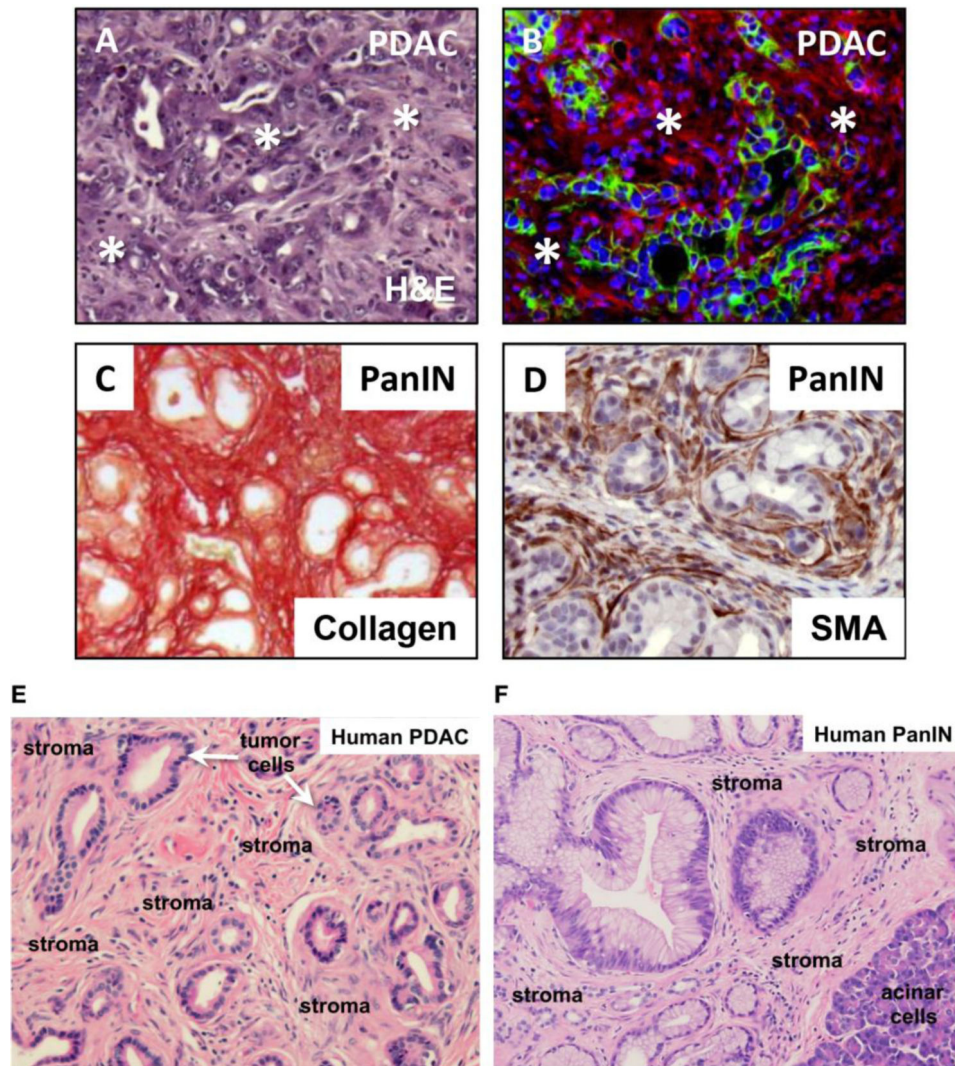 A
PDAC
*
*
*
H&E
B
PDAC
*
*
*
C
PanIN
Collagen
D
PanIN
SMA
E
Human PDAC
stroma
tumor
cells
stroma
stroma
stroma
stroma
F
Human PanIN
stroma
stroma
stroma
stroma
acinar
cells